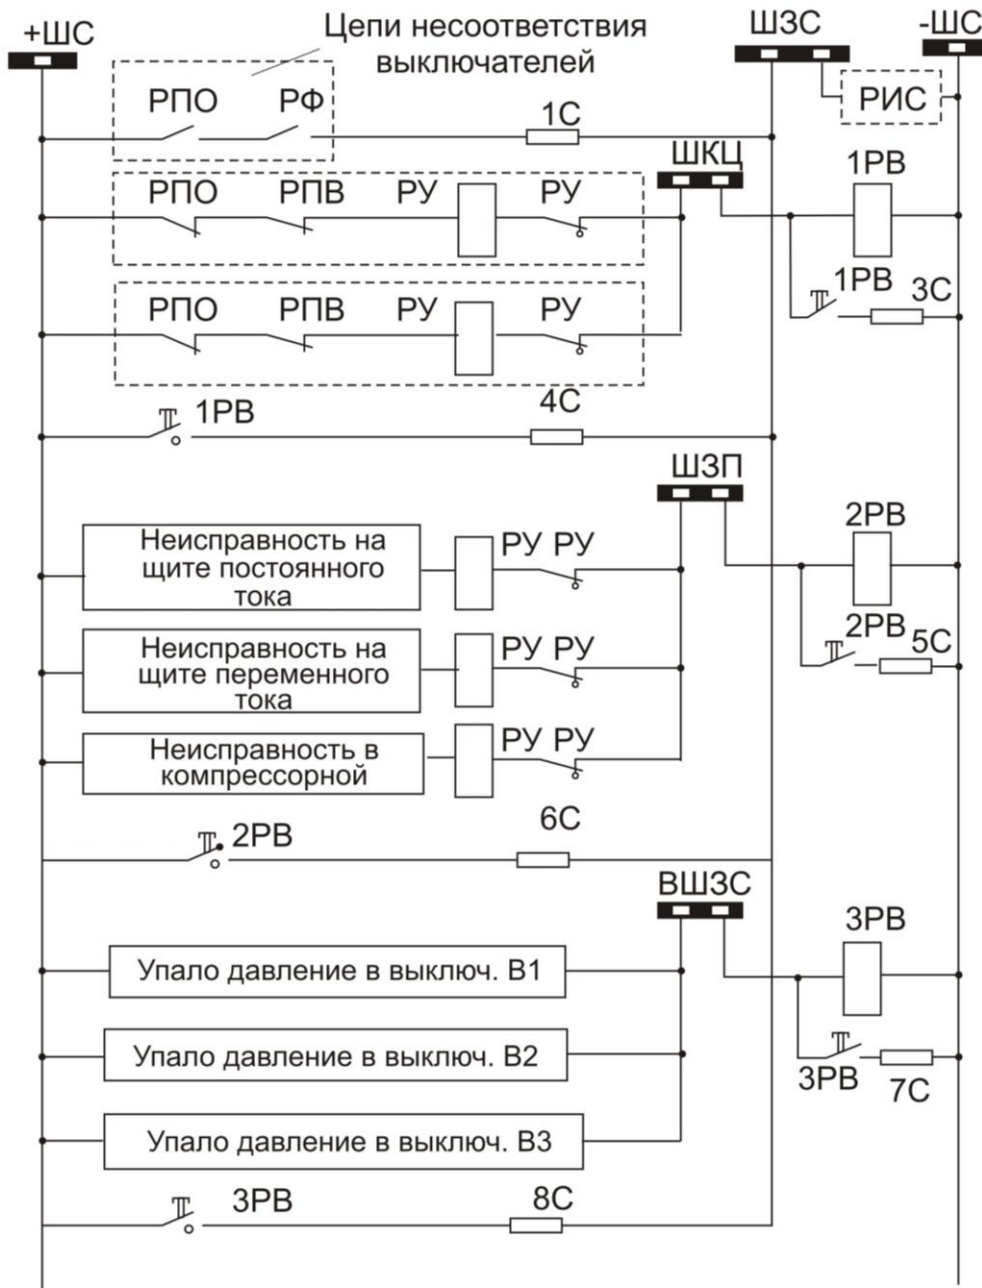 +ШС
Цепи несоответствия
выключателей
ШЗС
-ШС
РПО
РФ
1С
РИС
ШКЦ
1РВ
РПО
РПВ
РУ
РУ
1РВ
3С
РПО
РПВ
РУ
РУ
1РВ
4С
ШЗП
2РВ
Неисправность на
щите постоянного
тока
РУ РУ
2РВ
5С
Неисправность на
щите переменного
тока
РУ РУ
Неисправность в
компрессорной
РУ РУ
2РВ
6С
ВШЗС
3РВ
Упало давление в выключ. В1
Упало давление в выключ. В2
3РВ
7С
Упало давление в выключ. В3
3РВ
8С